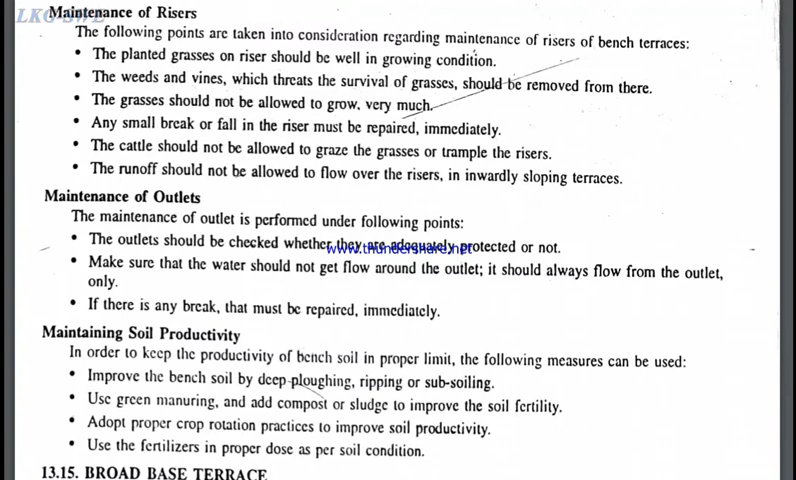 LKG-SWE
Maintenance of Risers
The following points are taken into consideration regarding maintenance of risers of bench terraces:
• The planted grasses on riser should be well in growing condition.
• The weeds and vines, which threats the survival of grasses, should be removed from there.
• The grasses should not be allowed to grow, very much.
• Any small break or fall in the riser must be repaired, immediately.
• The cattle should not be allowed to graze the grasses or trample the risers.
• The runoff should not be allowed to flow over the risers, in inwardly sloping terraces.
Maintenance of Outlets
The maintenance of outlet is performed under following points:
• The outlets should be checked whether they are adequately protected or not.
www.thundershare.net
• Make sure that the water should not get flow around the outlet; it should always flow from the outlet,
only.
• If there is any break, that must be repaired, immediately.
Maintaining Soil Productivity
In order to keep the productivity of bench soil in proper limit, the following measures can be used:
• Improve the bench soil by deep ploughing, ripping or sub-soiling.
• Use green manuring, and add compost or sludge to improve the soil fertility.
• Adopt proper crop rotation practices to improve soil productivity.
• Use the fertilizers in proper dose as per soil condition.
13.15. BROAD BASE TERRACE